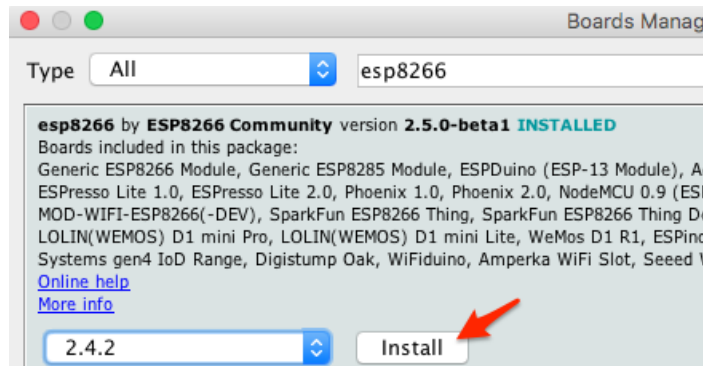 Boards Manag
Type All esp8266
esp8266 by ESP8266 Community version 2.5.0-beta1 INSTALLED
Boards included in this package:
Generic ESP8266 Module, Generic ESP8285 Module, ESPDuino (ESP-13 Module), A
ESPresso Lite 1.0, ESPresso Lite 2.0, Phoenix 1.0, Phoenix 2.0, NodeMCU 0.9 (ESP
MOD-WIFI-ESP8266(-DEV), SparkFun ESP8266 Thing, SparkFun ESP8266 Thing De
LOLIN(WEMOS) D1 mini Pro, LOLIN(WEMOS) D1 mini Lite, WeMos D1 R1, ESPino
Systems gen4 IoD Range, Digistump Oak, WiFiduino, Amperka WiFi Slot, Seeed W
Online help
More info
2.4.2 Install